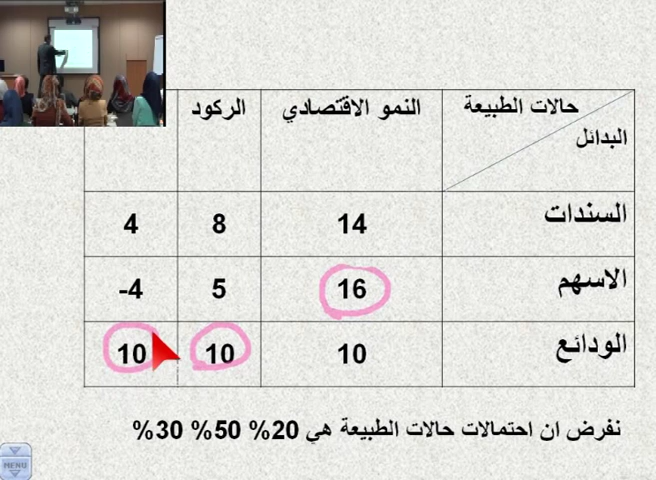 حالات الطبيعة
البدائل
النمو الاقتصادي
الركود
السندات 14 8 4
الاسهم 16 5 4-
الودائع 10 10 10
نفرض ان احتمالات حالات الطبيعة هي 20% 50% 30%
MENU